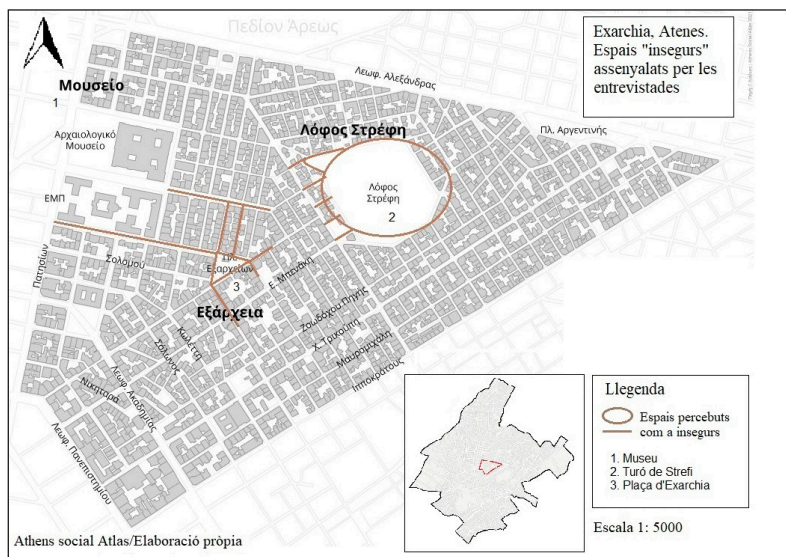 Πεδίον Άρεως
Exarchia, Atenes.
Espais "insegurs"
assenyalats per les
entrevistades
Λεωφ. Αλεξάνδρας
Μουσείο
1
Αρχαιολογικό
Μουσείο
Λόφος Στρέφη
Πλ. Αργεντινής
Λόφος
Στρέφη
2
ΕΜΠ
Πατησίων
Σολωμού
Εξαρχείων
3
Ε. Μπενάκη
Εξάρχεια
Ζωοδόχου Πηγής
Χ. Τρικούπη
Μαυρομιχάλη
Ιπποκράτους
Κωλέττη
Σόλωνος
Λεωφ. Ακαδημίας
Νικηταρά
Λεωφ. Πανεπιστημίου
Llegenda
Espais percebuts
com a insegurs
1. Museu
2. Turó de Strefi
3. Plaça d'Exarchia
Escala 1: 5000
Athens social Atlas/Elaboració pròpia